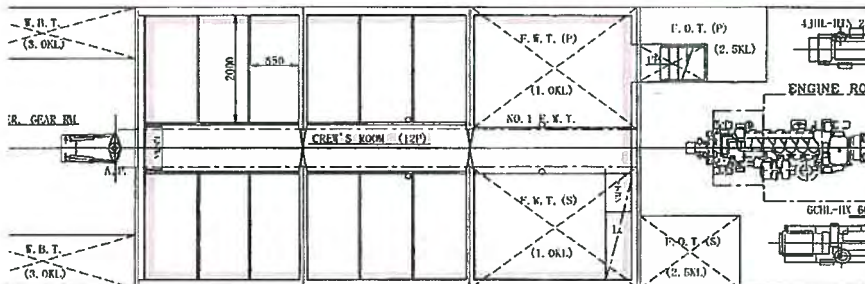 W.B.T.
(3.0KL)
2000
650
F.W.T.(P)
(1.0KL)
F.O.T.(P)
(2.5KL)
ENGINE RO
GEAR RM
NO.1 F.W.T.
CREW'S ROOM (12P)
A.P.
F.W.T.(S)
(1.0KL)
W.B.T.
(3.0KL)
F.O.T.(S)
(2.5KL)